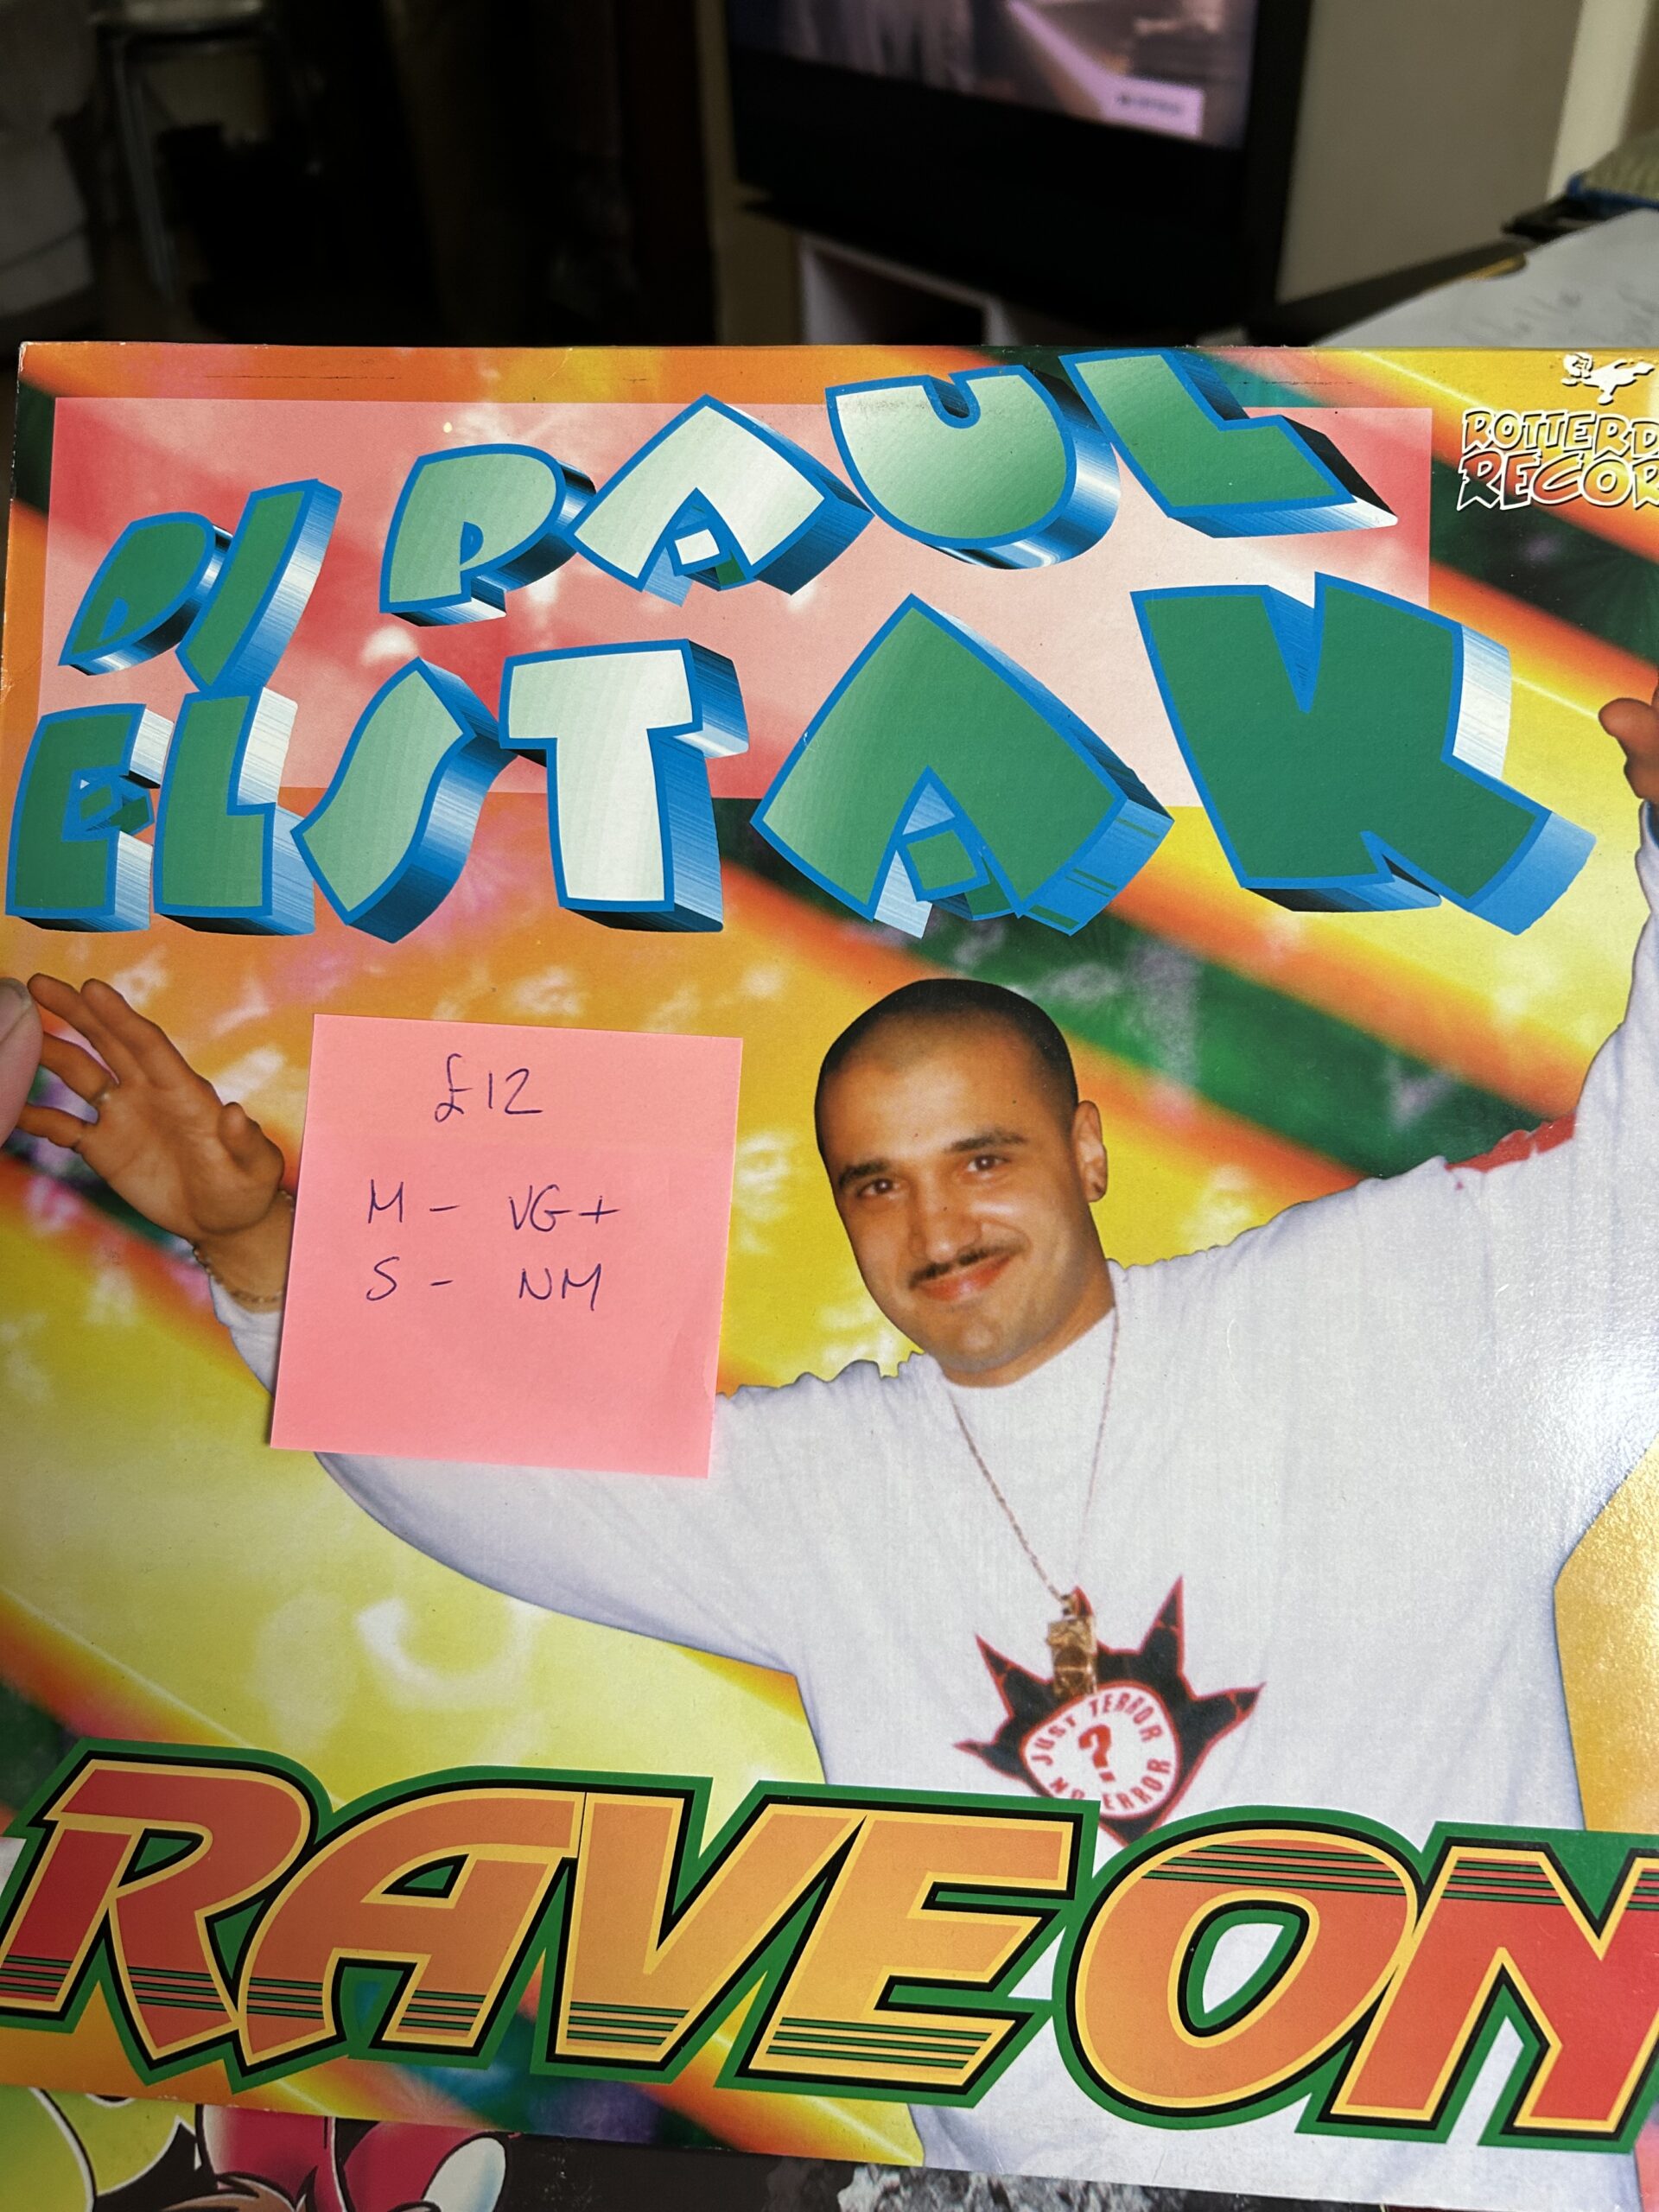 DJ PAUL
ELSTAK
ROTTERD
RECOR
£12
M - VG+
S - NM
JUST TERROR
?
NO ERROR
RAVE ON